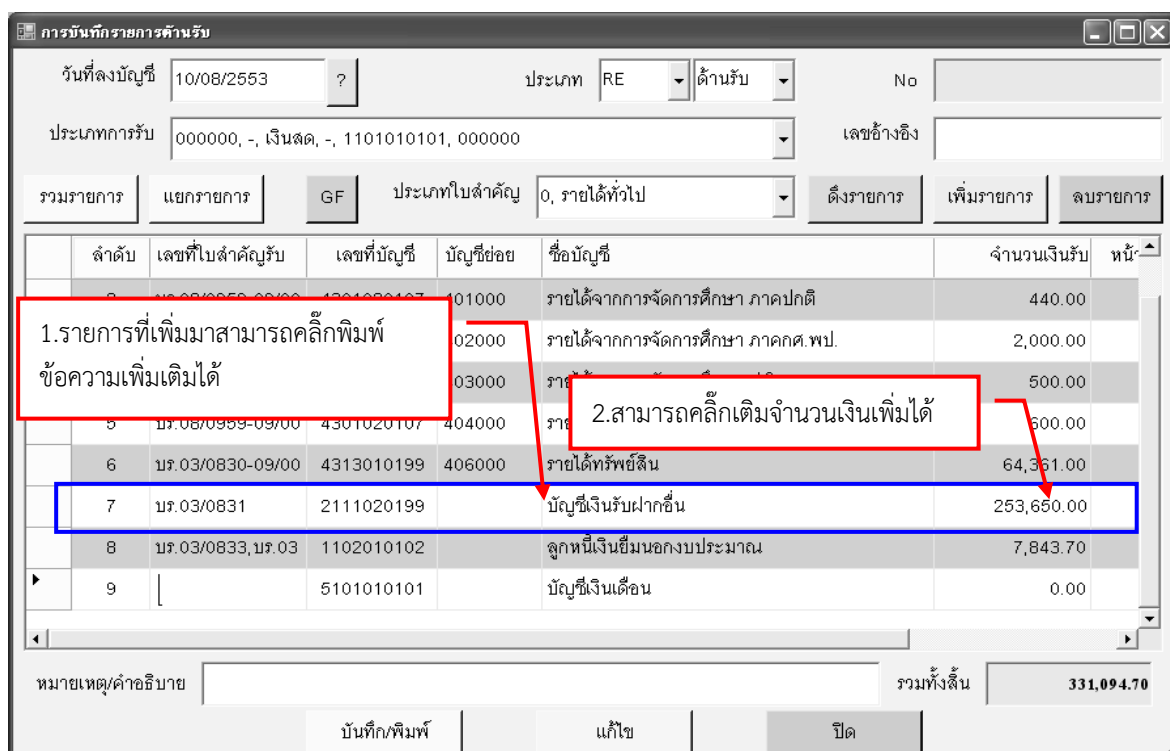 การบันทึกรายการด้านรับ
วันที่ลงบัญชี 10/08/2553 ? ประเภท RE ด้านรับ No
ประเภทการรับ 000000, -, เงินสด, -, 1101010101, 000000 เลขอ้างอิง
รวมรายการ แยกรายการ GF ประเภทใบสำคัญ 0, รายได้ทั่วไป ดึงรายการ เพิ่มรายการ ลบรายการ
ลำดับ เลขที่ใบสำคัญรับ เลขที่บัญชี บัญชีย่อย ชื่อบัญชี จำนวนเงินรับ
401000 รายได้จากการจัดการศึกษา ภาคปกติ 440.00
1.รายการที่เพิ่มมาสามารถคลิ๊กพิมพ์
ข้อความเพิ่มเติมได้
02000 รายได้จากการจัดการศึกษา ภาคกศ.พป. 2,000.00
03000 500.00
2.สามารถคลิ๊กเติมจำนวนเงินเพิ่มได้
5 บร.08/0959-09/00 4301020107 404000 600.00
6 บร.03/0830-09/00 4313010199 406000 รายได้ทรัพย์สิน 64,361.00
7 บร.03/0831 2111020199 บัญชีเงินรับฝากอื่น 253,650.00
8 บร.03/0833,บร.03 1102010102 ลูกหนี้เงินยืมนอกงบประมาณ 7,843.70
9 5101010101 บัญชีเงินเดือน 0.00
หมายเหตุ/คำอธิบาย รวมทั้งสิ้น 331,094.70
บันทึก/พิมพ์ แก้ไข ปิด